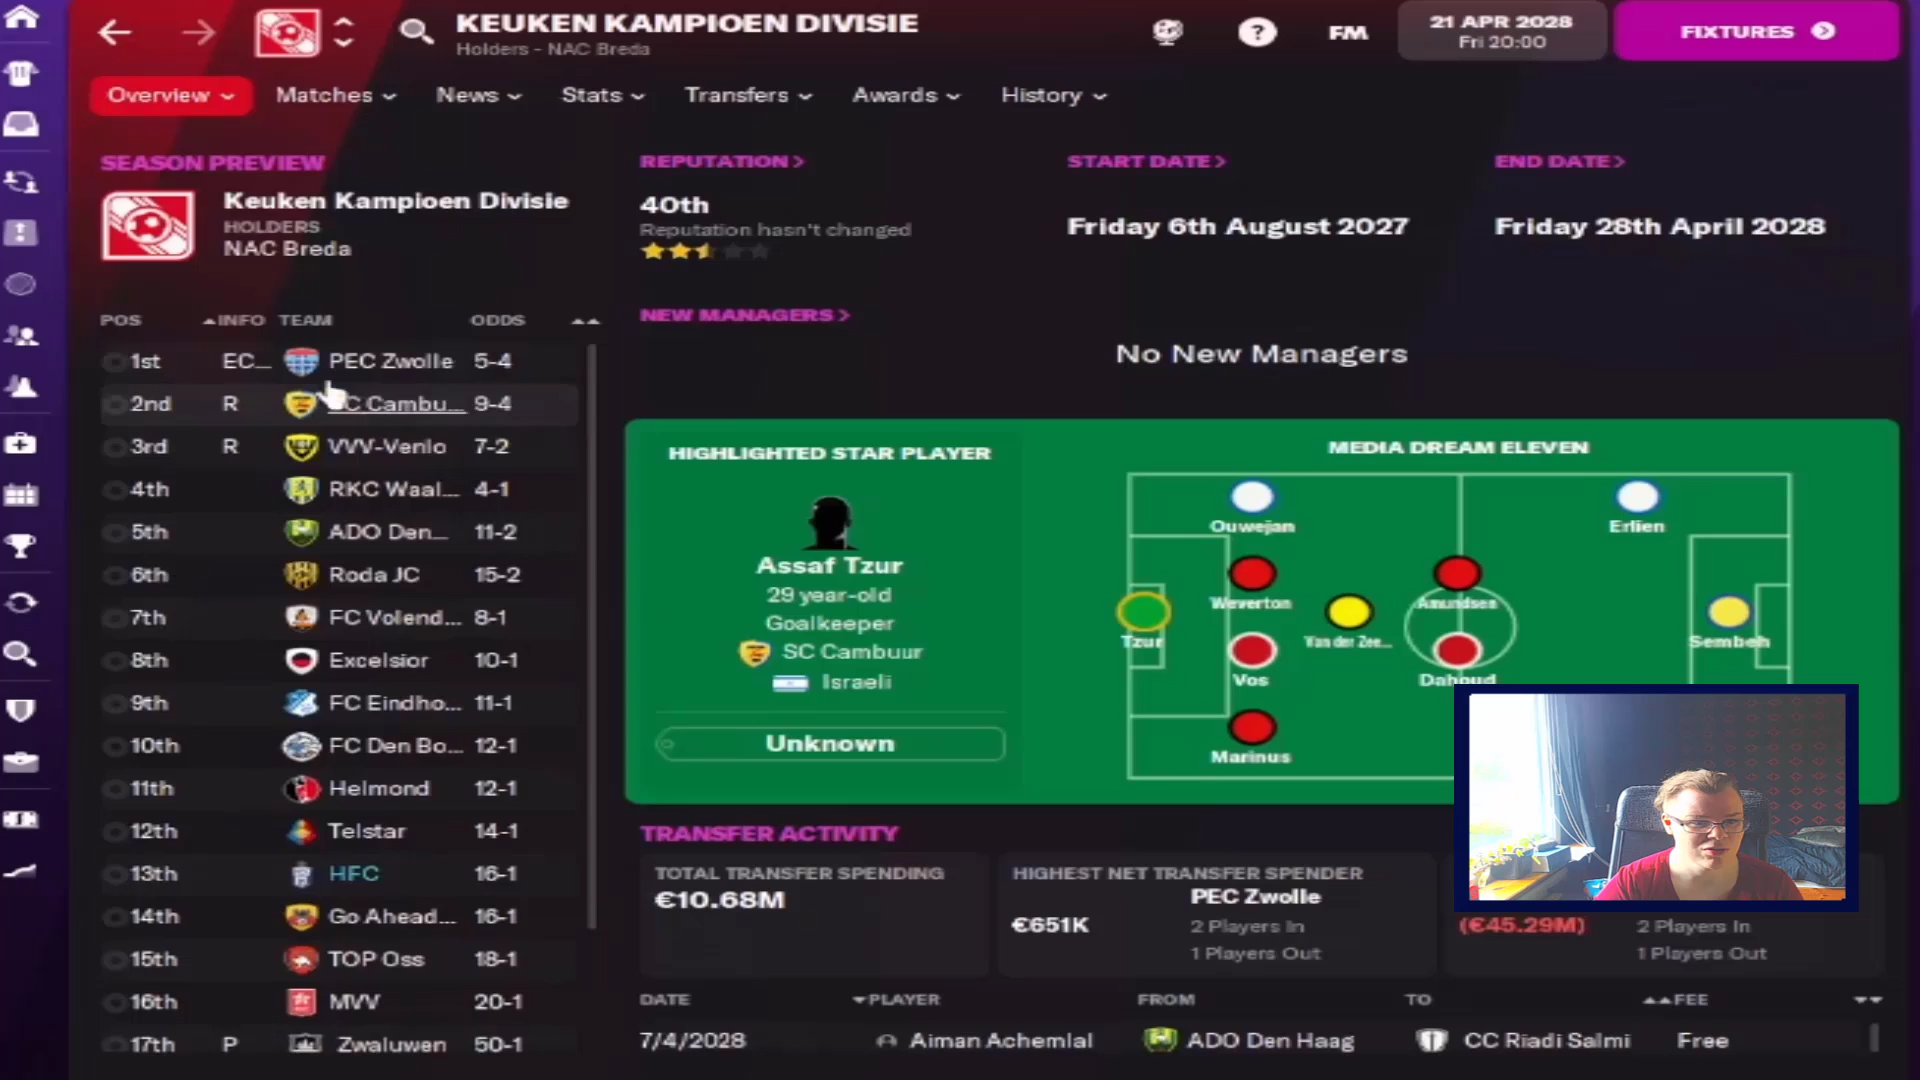 KEUKEN KAMPIOEN DIVISIE
Holders - NAC Breda
FM
21 APR 2028
Fri 20:00
FIXTURES
Overview
Matches
News
Stats
Transfers
Awards
History
SEASON PREVIEW
Keuken Kampioen Divisie
HOLDERS
NAC Breda
REPUTATION >
40th
Reputation hasn't changed
START DATE >
Friday 6th August 2027
END DATE >
Friday 28th April 2028
NEW MANAGERS >
No New Managers
POS INFO TEAM ODDS
1st EC... PEC Zwolle 5-4
2nd R SC Cambu... 9-4
3rd R VVV-Venlo 7-2
4th RKC Waal... 4-1
5th ADO Den... 11-2
6th Roda JC 15-2
7th FC Volend... 8-1
8th Excelsior 10-1
9th FC Eindho... 11-1
10th FC Den Bo... 12-1
11th Helmond 12-1
12th Telstar 14-1
13th HFC 16-1
14th Go Ahead... 16-1
15th TOP Oss 18-1
16th MVV 20-1
17th P Zwaluwen 50-1
HIGHLIGHTED STAR PLAYER
Assaf Tzur
29 year-old
Goalkeeper
SC Cambuur
Israeli
Unknown
MEDIA DREAM ELEVEN
Ouwejan
Erlien
Weverton
Amundsen
Tzur
Van der Zee...
Sembeh
Vos
Dahoud
Marinus
TRANSFER ACTIVITY
TOTAL TRANSFER SPENDING
€10.68M
HIGHEST NET TRANSFER SPENDER
PEC Zwolle
€651K
2 Players In
1 Players Out
(€45.29M)
2 Players In
1 Players Out
DATE PLAYER FROM TO FEE
7/4/2028 Aiman Achemlal ADO Den Haag CC Riadi Salmi Free